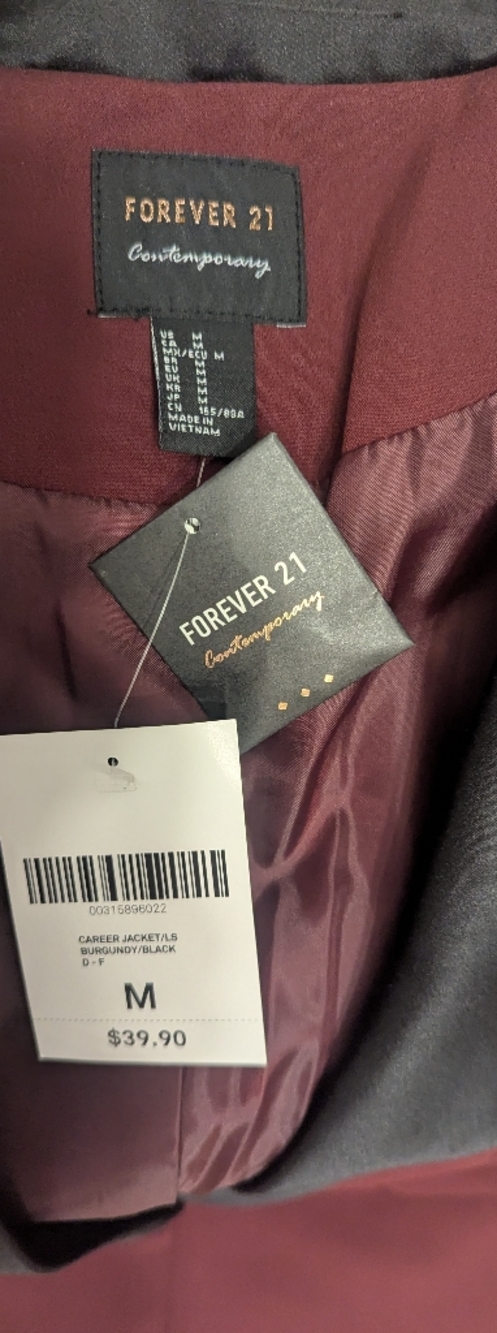 FOREVER 21
Contemporary
US M
CA M
MX/ECU M
BR M
EU M
UK M
KR M
JP M
CN 165/88A
MADE IN
VIETNAM
FOREVER 21
Contemporary
00315896022
CAREER JACKET/LS
BURGUNDY/BLACK
D - F
M
$39.90